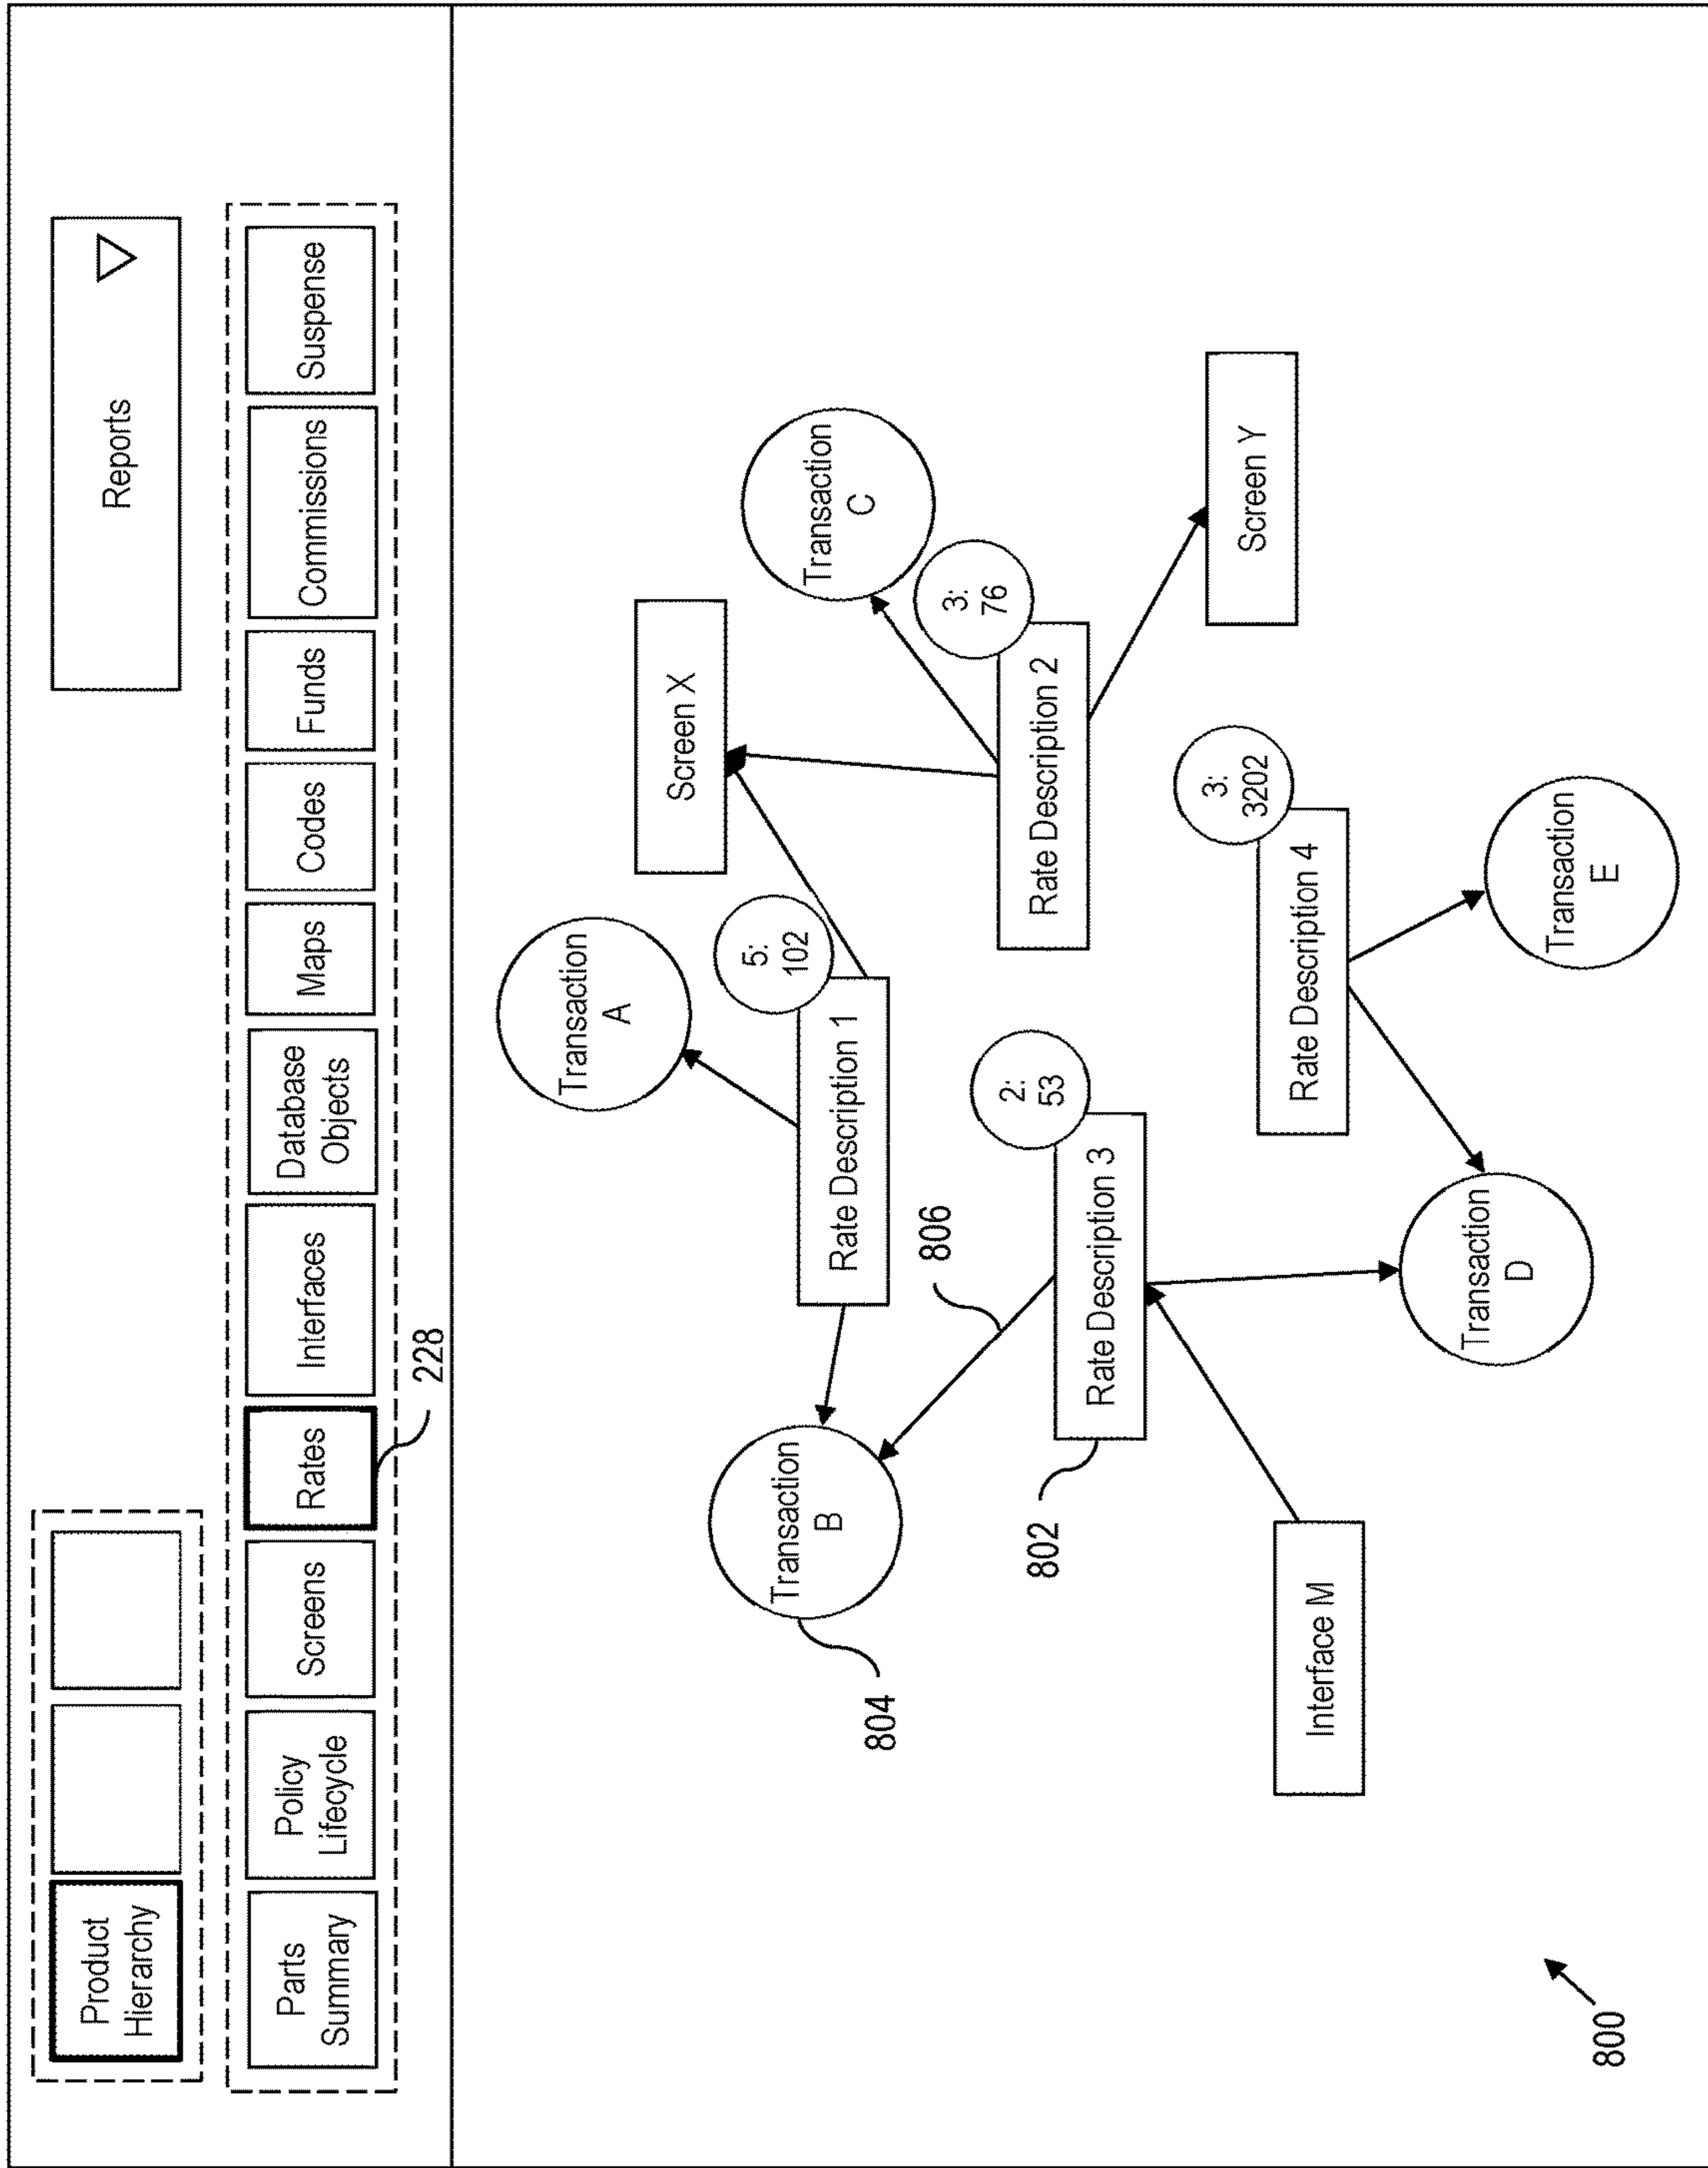 Product
Hierarchy
Reports
Parts
Summary
Policy
Lifecycle
Screens
Rates
Interfaces
Database
Objects
Maps
Codes
Funds
Commissions
Suspense
228
Transaction
A
Screen X
Transaction
B
804
5:
102
Rate Description 1
Transaction
C
806
3:
76
Rate Description 2
2:
53
Rate Description 3
802
Screen Y
3:
3202
Rate Description 4
Interface M
Transaction
D
Transaction
E
800